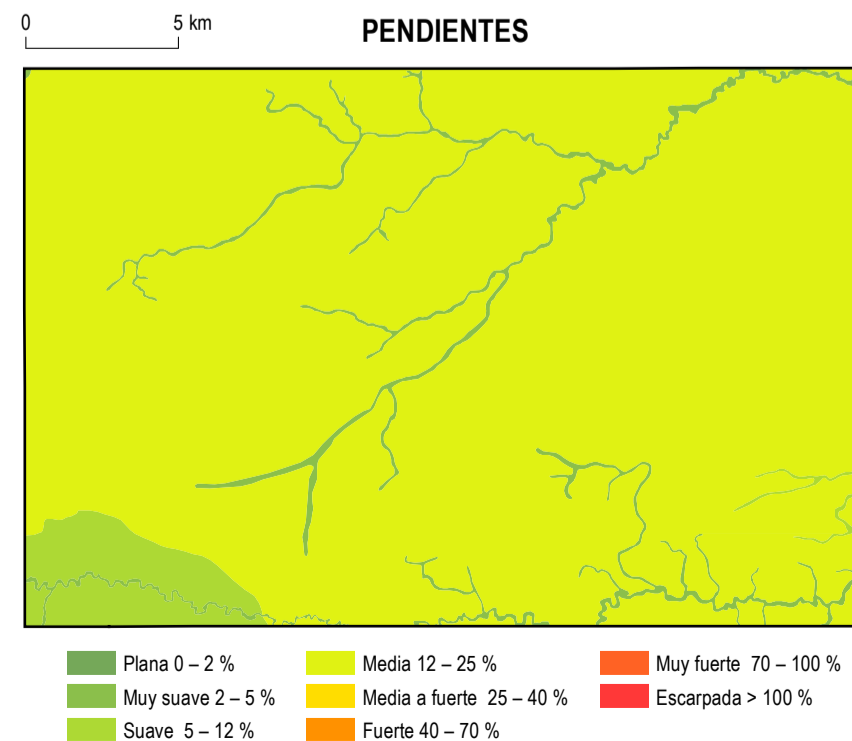 0 5 km
PENDIENTES
Plana 0 – 2 %
Muy suave 2 – 5 %
Suave 5 – 12 %
Media 12 – 25 %
Media a fuerte 25 – 40 %
Fuerte 40 – 70 %
Muy fuerte 70 – 100 %
Escarpada > 100 %